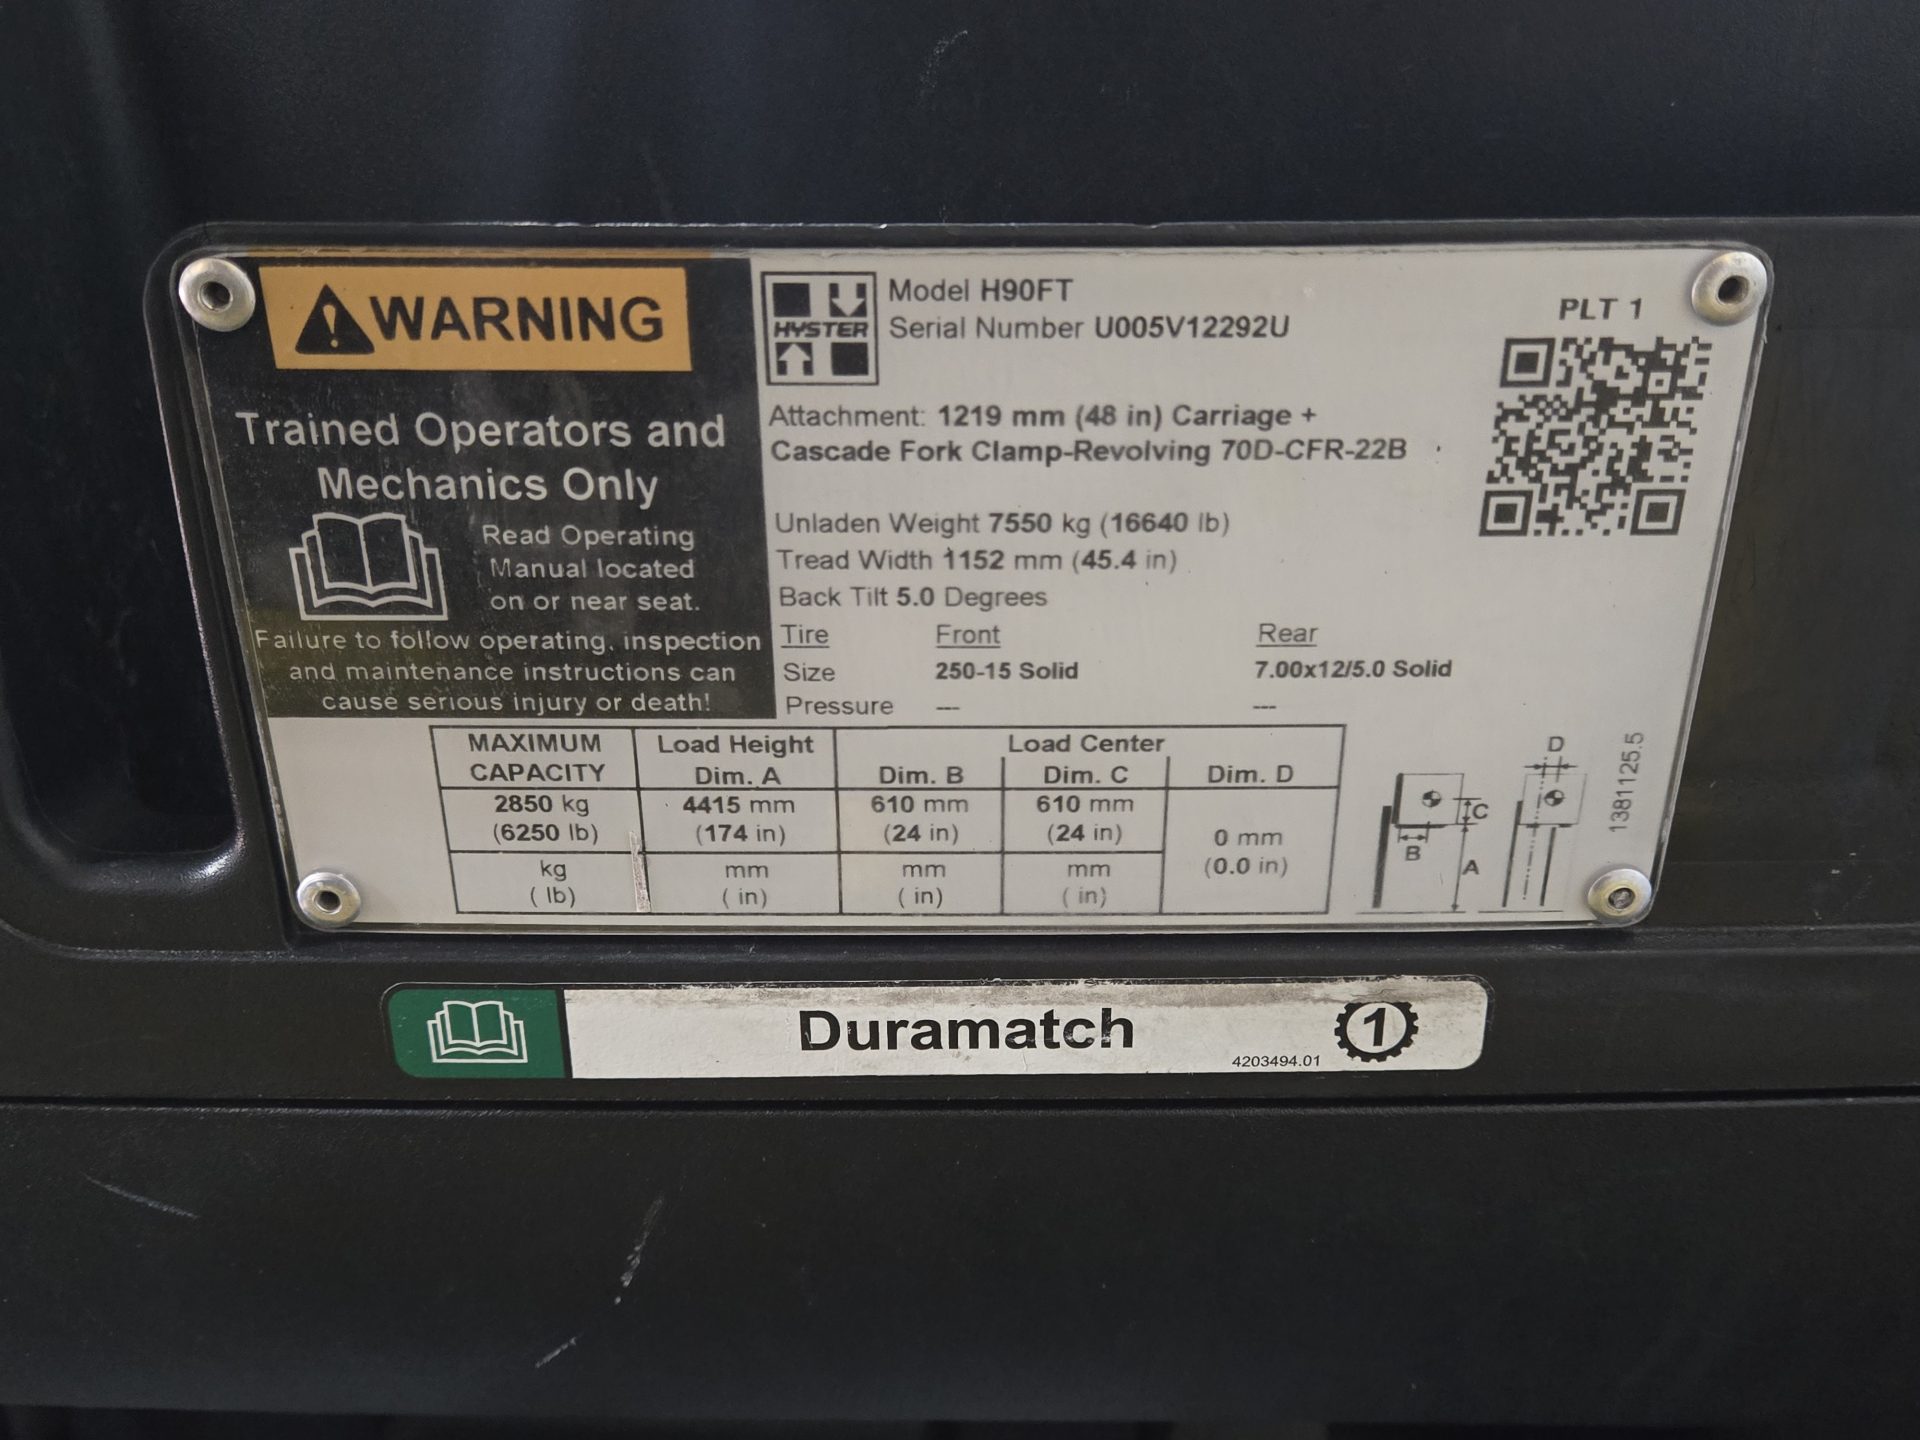 WARNING
Trained Operators and
Mechanics Only
Read Operating
Manual located
on or near seat.
Failure to follow operating, inspection
and maintenance instructions can
cause serious injury or death!
HYSTER
Model H90FT
Serial Number U005V12292U
PLT 1
Attachment: 1219 mm (48 in) Carriage +
Cascade Fork Clamp-Revolving 70D-CFR-22B
Unladen Weight 7550 kg (16640 lb)
Tread Width 1152 mm (45.4 in)
Back Tilt 5.0 Degrees
Tire Front Rear
Size 250-15 Solid 7.00x12/5.0 Solid
Pressure --- ---
MAXIMUM CAPACITY Load Height Dim. A Load Center
Dim. B Dim. C Dim. D
2850 kg 4415 mm 610 mm 610 mm
(6250 lb) (174 in) (24 in) (24 in)
0 mm
(0.0 in)
kg mm mm mm
( lb) ( in) ( in) ( in)
B C A
D
1381125.5
Duramatch
4203494.01
1